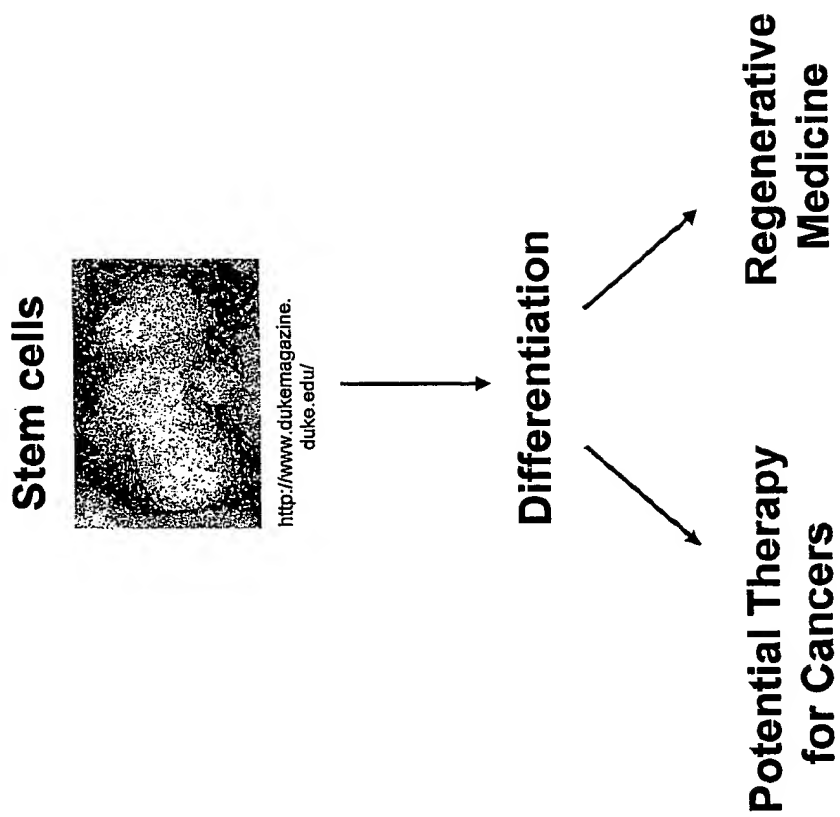 Stem cells
http://www.dukemagazine.
duke.edu/
Differentiation
Potential Therapy
for Cancers
Regenerative
Medicine